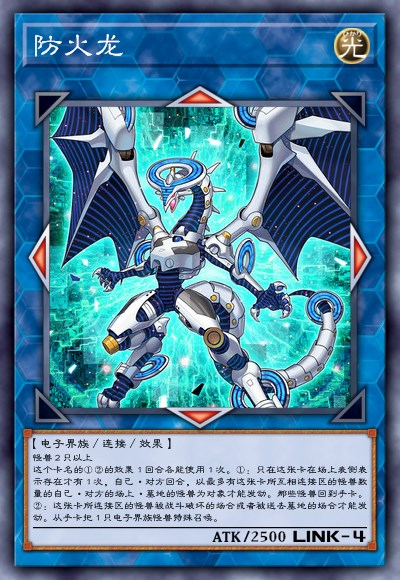 防火龙
光
【电子界族／连接／效果】
怪兽２只以上
这个卡名的①②的效果１回合各能使用１次。①：只在这张卡在场上表侧表
示存在才有１次，自己・对方回合，以最多有这张卡所互相连接区的怪兽数
量的自己・对方的场上・墓地的怪兽为对象才能发动。那些怪兽回到手卡。
②：这张卡所连接区的怪兽被战斗破坏的场合或者被送去墓地的场合才能发
动。从手卡把１只电子界族怪兽特殊召唤。
ATK/2500 LINK-4